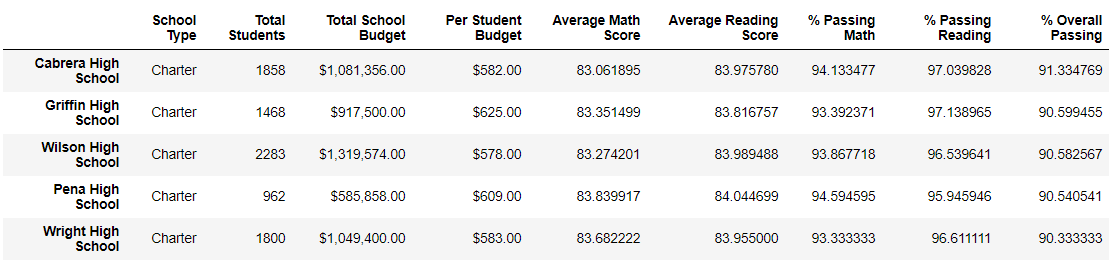 School Type Total Students Total School Budget Per Student Budget Average Math Score Average Reading Score % Passing Math % Passing Reading % Overall Passing
Cabrera High School Charter 1858 $1,081,356.00 $582.00 83.061895 83.975780 94.133477 97.039828 91.334769
Griffin High School Charter 1468 $917,500.00 $625.00 83.351499 83.816757 93.392371 97.138965 90.599455
Wilson High School Charter 2283 $1,319,574.00 $578.00 83.274201 83.989488 93.867718 96.539641 90.582567
Pena High School Charter 962 $585,858.00 $609.00 83.839917 84.044699 94.594595 95.945946 90.540541
Wright High School Charter 1800 $1,049,400.00 $583.00 83.682222 83.955000 93.333333 96.611111 90.333333